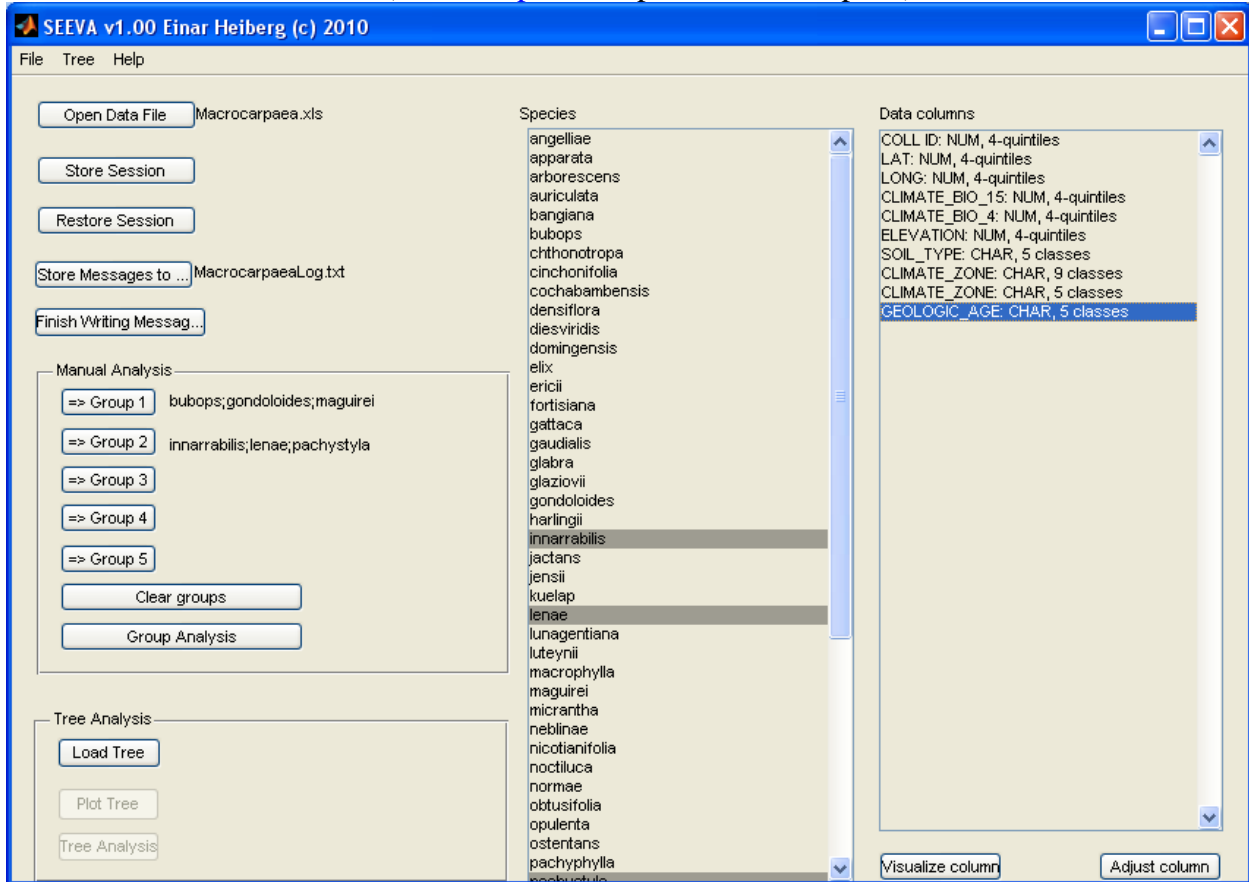 SEEVA v1.00 Einar Heiberg (c) 2010
File Tree Help
Open Data File Macrocarpaea.xls
Store Session
Restore Session
Store Messages to ... MacrocarpaeaLog.txt
Finish Writing Messag...
Manual Analysis
=> Group 1 bubops;gondoloides;maguirei
=> Group 2 innarrabilis;lenae;pachystyla
=> Group 3
=> Group 4
=> Group 5
Clear groups
Group Analysis
Tree Analysis
Load Tree
Plot Tree
Tree Analysis
Species
angelliae
apparata
arborescens
auriculata
bangiana
bubops
chthonotropa
cinchonifolia
cochabambensis
densiflora
diesviridis
domingensis
elix
ericii
fortisiana
gattaca
gaudialis
glabra
glaziovii
gondoloides
harlingii
innarrabilis
jactans
jensii
kuelap
lenae
lunagentiana
luteynii
macrophylla
maguirei
micrantha
neblinae
nicotianifolia
noctiluca
normae
obtusifolia
opulenta
ostentans
pachyphylla
Data columns
COLL ID: NUM, 4-quintiles
LAT: NUM, 4-quintiles
LONG: NUM, 4-quintiles
CLIMATE_BIO_15: NUM, 4-quintiles
CLIMATE_BIO_4: NUM, 4-quintiles
ELEVATION: NUM, 4-quintiles
SOIL_TYPE: CHAR, 5 classes
CLIMATE_ZONE: CHAR, 9 classes
CLIMATE_ZONE: CHAR, 5 classes
GEOLOGIC_AGE: CHAR, 5 classes
Visualize column Adjust column